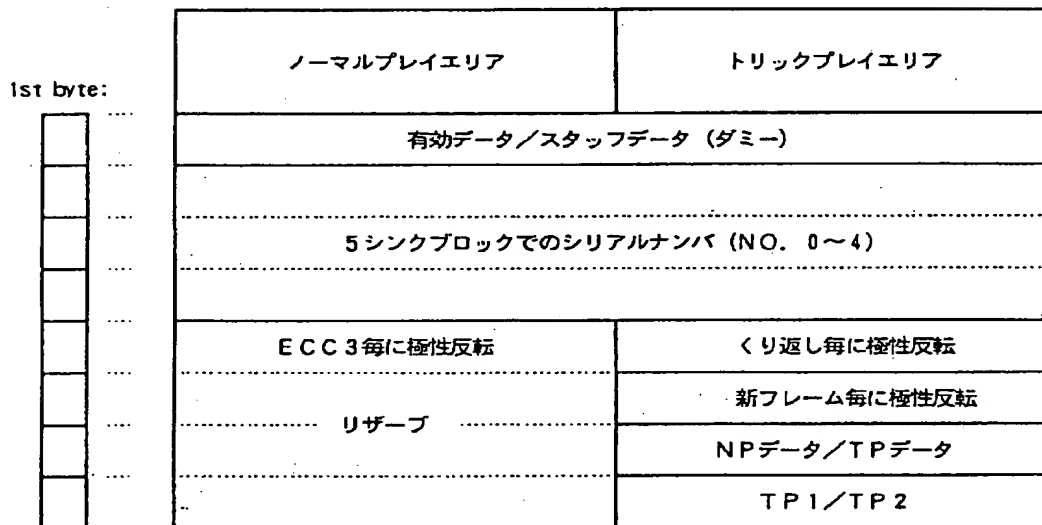 ノーマルプレイエリア
トリックプレイエリア
1st byte:
有効データ／スタッフデータ（ダミー）
5シンクブロックでのシリアルナンバ（NO．0～4）
ECC3毎に極性反転
くり返し毎に極性反転
新フレーム毎に極性反転
リザーブ
NPデータ／TPデータ
TP1／TP2